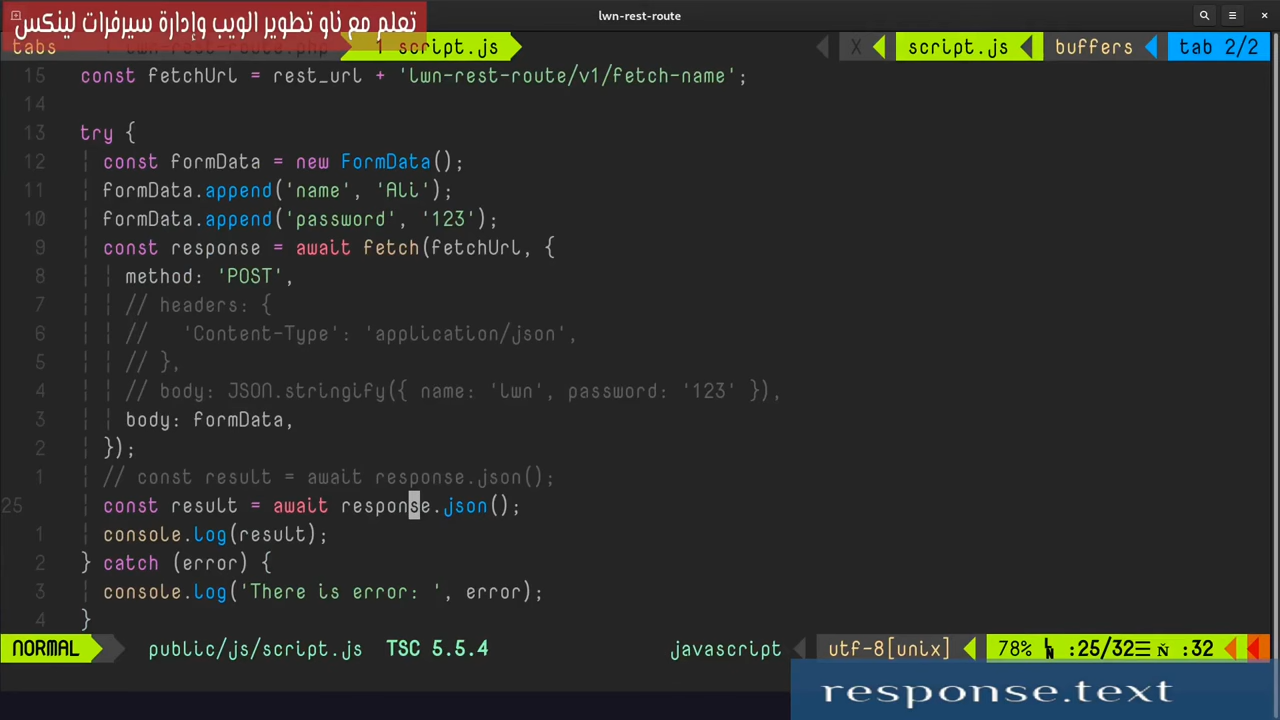 lwn-rest-route
تعلم مع ناو تطوير الويب وإدارة سيرفرات لينكس
tabs lwn-rest-route.php 1 script.js X script.js buffers tab 2/2
15 const fetchUrl = rest_url + 'lwn-rest-route/v1/fetch-name';
14
13 try {
12 const formData = new FormData();
11 formData.append('name', 'Ali');
10 formData.append('password', '123');
9 const response = await fetch(fetchUrl, {
8 method: 'POST',
7 // headers: {
6 // 'Content-Type': 'application/json',
5 // },
4 // body: JSON.stringify({ name: 'lwn', password: '123' }),
3 body: formData,
2 });
1 // const result = await response.json();
25 const result = await response.json();
1 console.log(result);
2 } catch (error) {
3 console.log('There is error: ', error);
4 }
NORMAL public/js/script.js TSC 5.5.4 javascript utf-8[unix] 78% ㏑ :25/32☰ ℅ :32
response.text